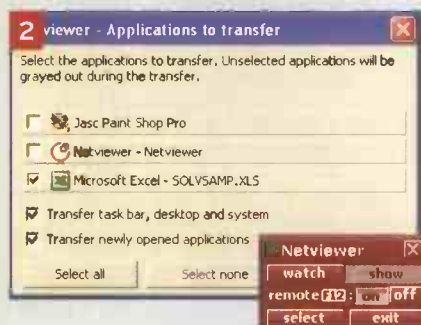 2 viewer - Applications to transfer
Select the applications to transfer. Unselected applications will be
grayed out during the transfer.
Jasc Paint Shop Pro
Netviewer - Netviewer
Microsoft Excel - SOLVSAMP.XLS
Transfer task bar, desktop and system
Transfer newly opened applications
Select all Select none
Netviewer
watch show
remote F12 : on off
select exit